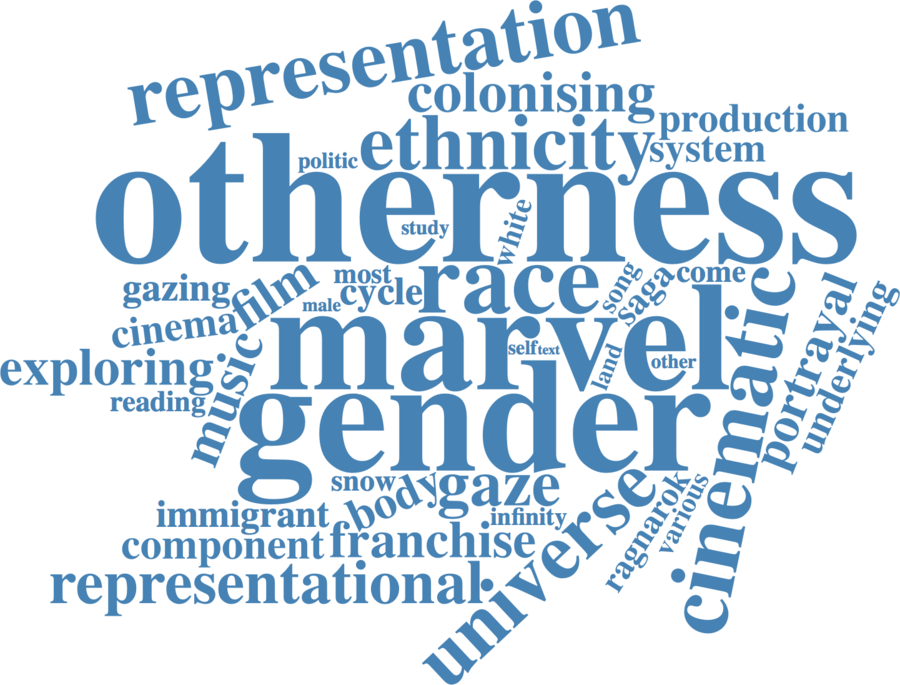 representation
colonising
production
ethnicity
system
politic
otherness
study
white
race
most
song
come
gazing
film
cycle
saga
male
cinema
marvel
cinematic
portrayal
underlying
self
text
land
other
exploring
music
reading
gender
snow
body
gaze
universe
ragnarok
various
immigrant
infinity
component
franchise
representational